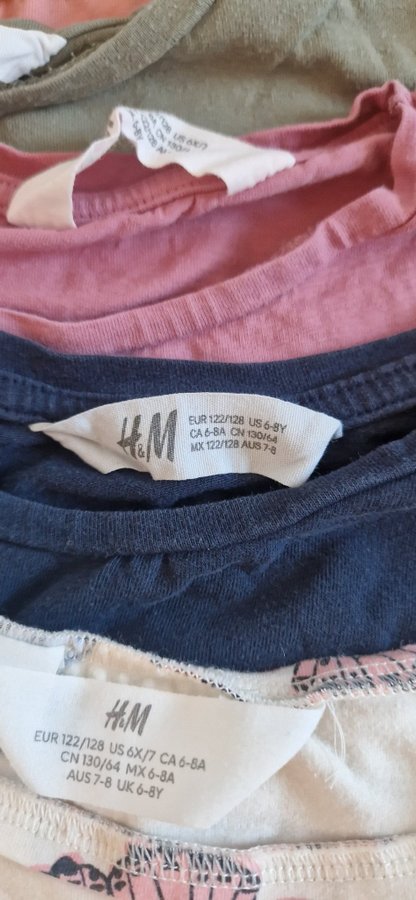 H&M
EUR 122/128 US 6-8Y
CA 6-8A CN 130/64
MX 122/128 AUS 7-8
H&M
EUR 122/128 US 6X/7 CA 6-8A
CN 130/64 MX 6-8A
AUS 7-8 UK 6-8Y